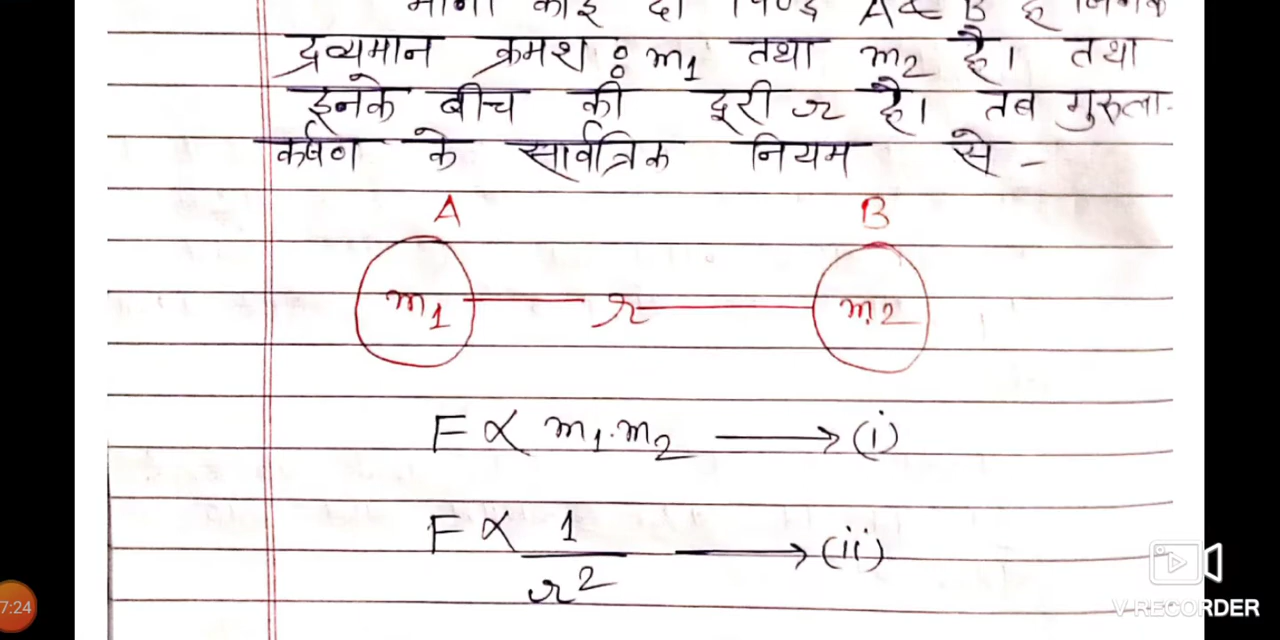 माना कोई दो पिण्ड A & B है जिनके
द्रव्यमान क्रमश : m1 तथा m2 है। तथा
इनके बीच की दूरी r है। तब गुरुत्वा-
कर्षण के सार्वत्रिक नियम से -
A B
m1 r m2
F ∝ m1.m2 → (i)
F ∝ 1/r² → (ii)
7:24
V RECORDER